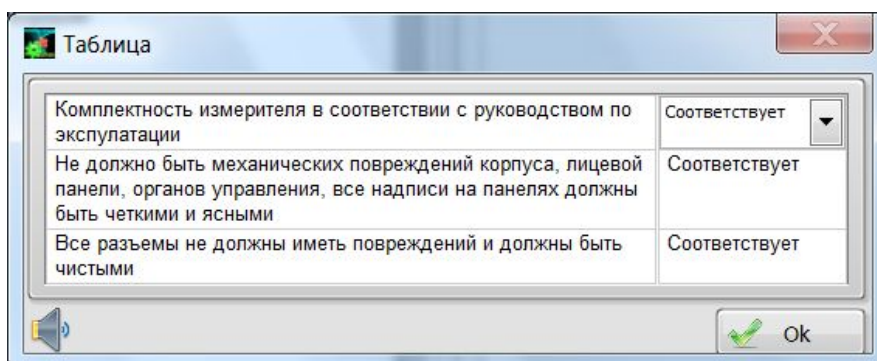 Таблица
Комплектность измерителя в соответствии с руководством по
экспулатации
Соответствует
Не должно быть механических повреждений корпуса, лицевой
панели, органов управления, все надписи на панелях должны
быть четкими и ясными
Соответствует
Все разъемы не должны иметь повреждений и должны быть
чистыми
Соответствует
Ok